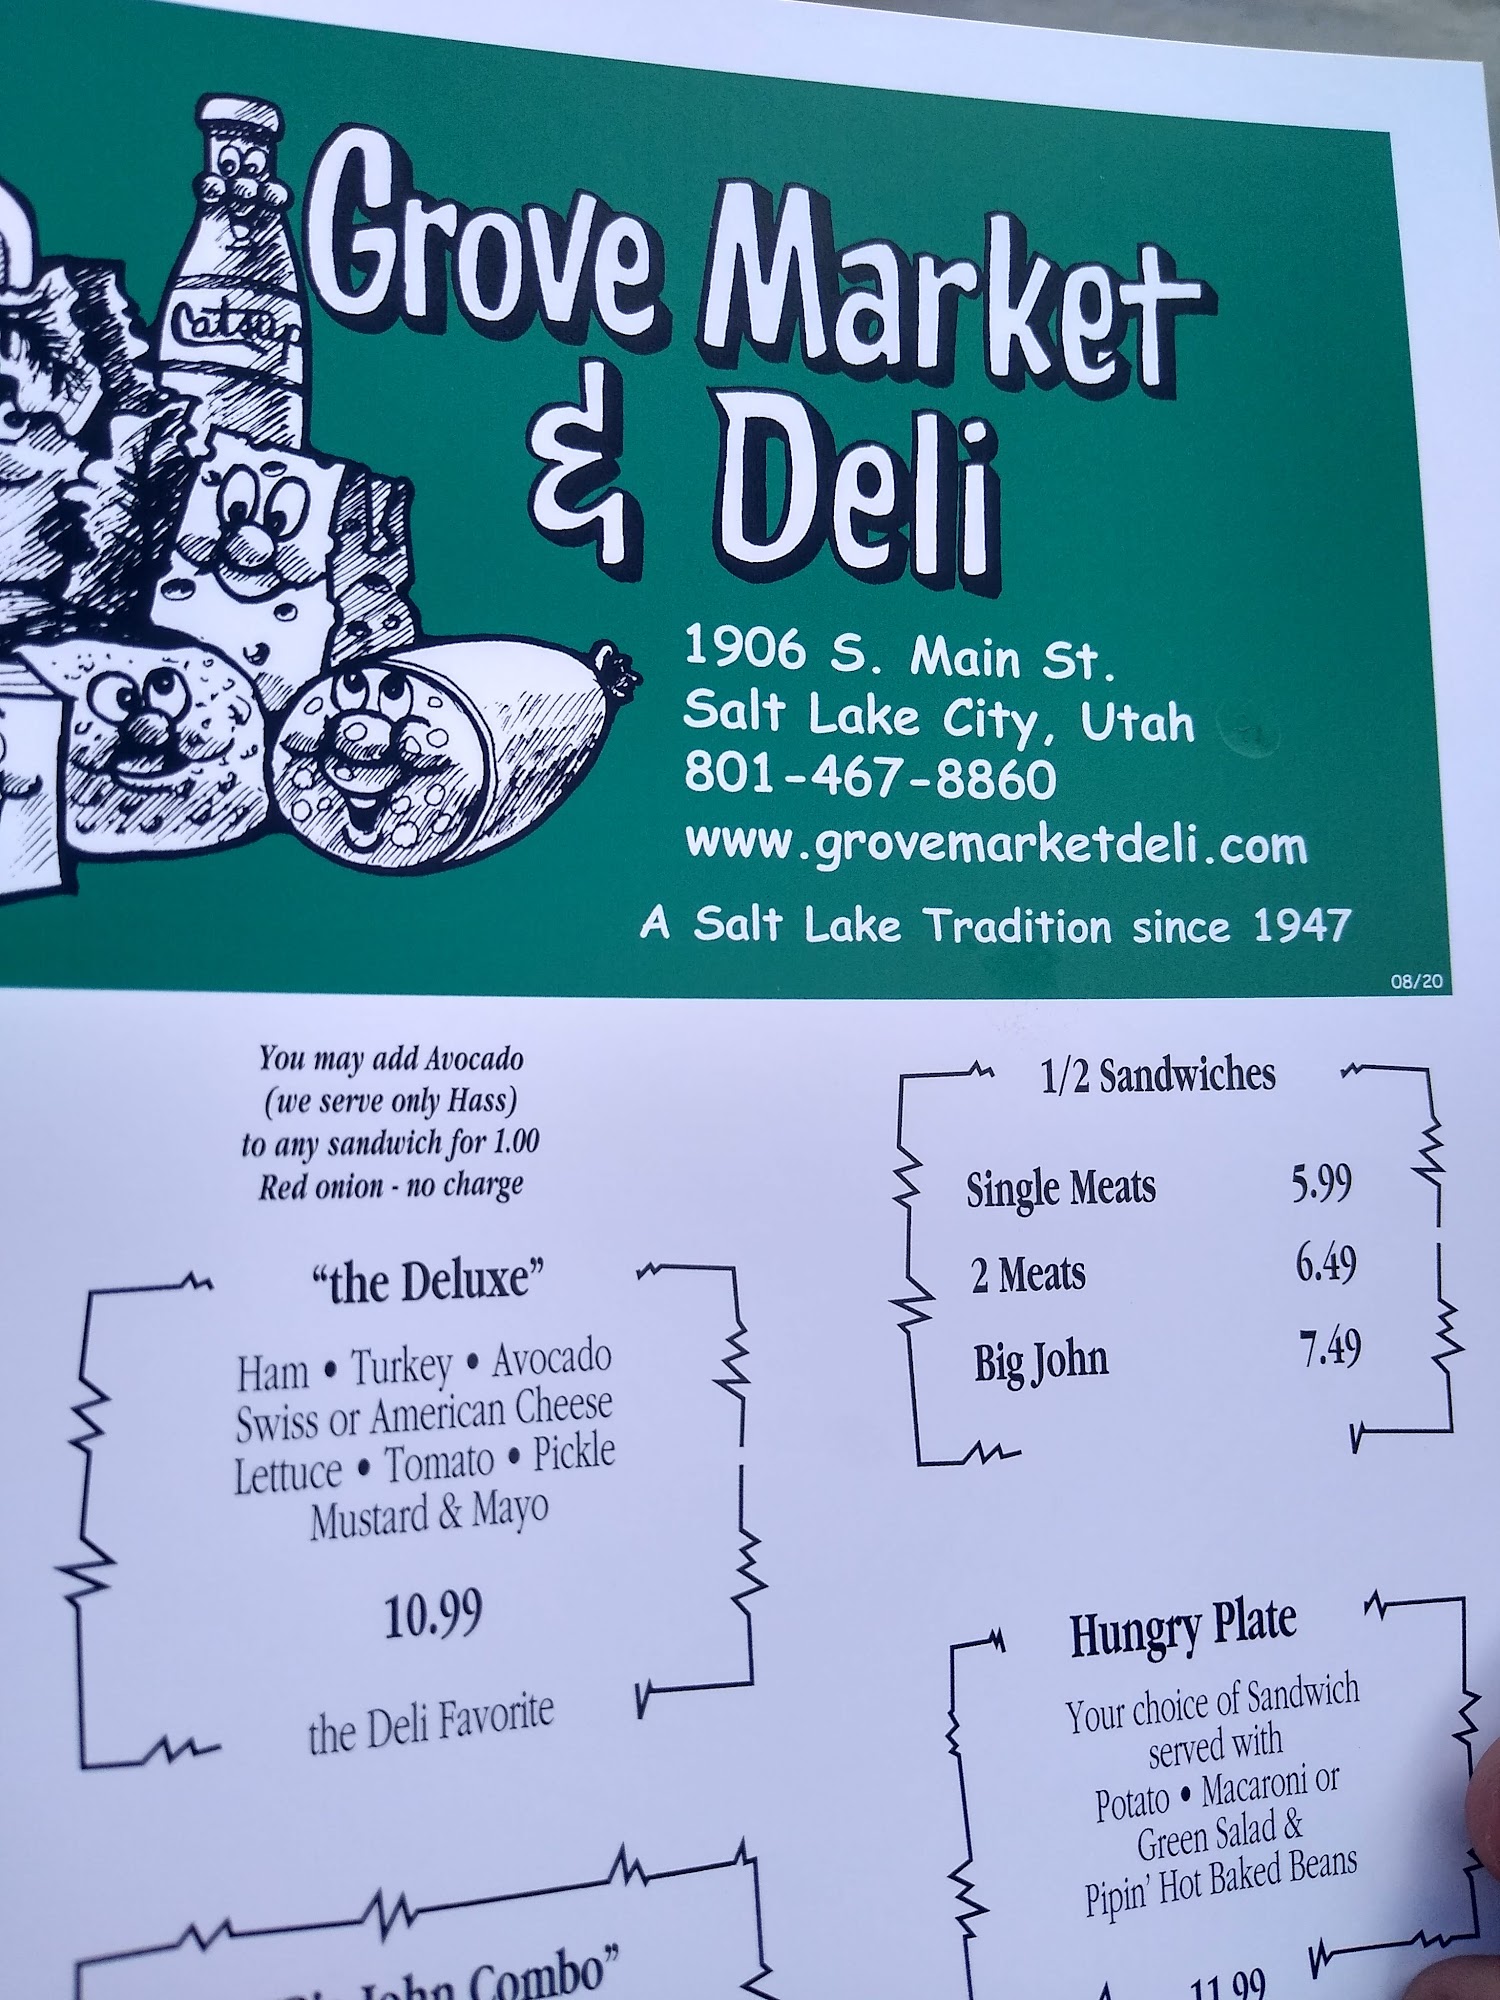 Catsup
Grove Market
& Deli
1906 S. Main St.
Salt Lake City, Utah
801-467-8860
www.grovemarketdeli.com
A Salt Lake Tradition since 1947
08/20
You may add Avocado
(we serve only Hass)
to any sandwich for 1.00
Red onion - no charge
"the Deluxe"
Ham • Turkey • Avocado
Swiss or American Cheese
Lettuce • Tomato • Pickle
Mustard & Mayo
10.99
the Deli Favorite
John Combo"
1/2 Sandwiches
Single Meats 5.99
2 Meats 6.49
Big John 7.49
Hungry Plate
Your choice of Sandwich
served with
Potato • Macaroni or
Green Salad &
Pipin' Hot Baked Beans
11.99